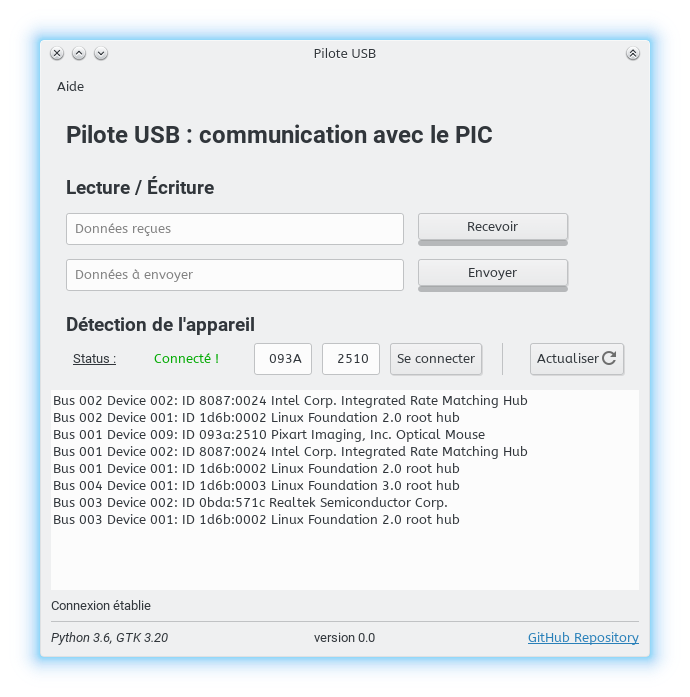 Pilote USB
Aide
Pilote USB : communication avec le PIC
Lecture / Écriture
Données reçues Recevoir
Données à envoyer Envoyer
Détection de l'appareil
Status : Connecté ! 093A 2510 Se connecter Actualiser
Bus 002 Device 002: ID 8087:0024 Intel Corp. Integrated Rate Matching Hub
Bus 002 Device 001: ID 1d6b:0002 Linux Foundation 2.0 root hub
Bus 001 Device 009: ID 093a:2510 Pixart Imaging, Inc. Optical Mouse
Bus 001 Device 002: ID 8087:0024 Intel Corp. Integrated Rate Matching Hub
Bus 001 Device 001: ID 1d6b:0002 Linux Foundation 2.0 root hub
Bus 004 Device 001: ID 1d6b:0003 Linux Foundation 3.0 root hub
Bus 003 Device 002: ID 0bda:571c Realtek Semiconductor Corp.
Bus 003 Device 001: ID 1d6b:0002 Linux Foundation 2.0 root hub
Connexion établie
Python 3.6, GTK 3.20 version 0.0 GitHub Repository